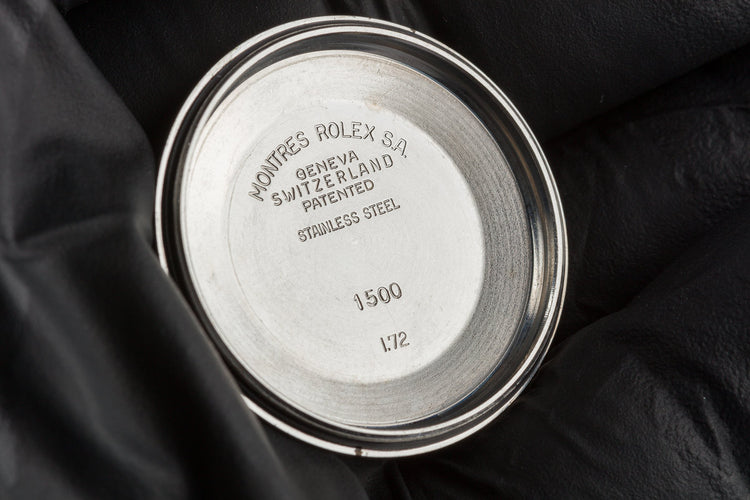 MONTRES ROLEX S.A.
GENEVA
SWITZERLAND
PATENTED
STAINLESS STEEL
1500
I.72